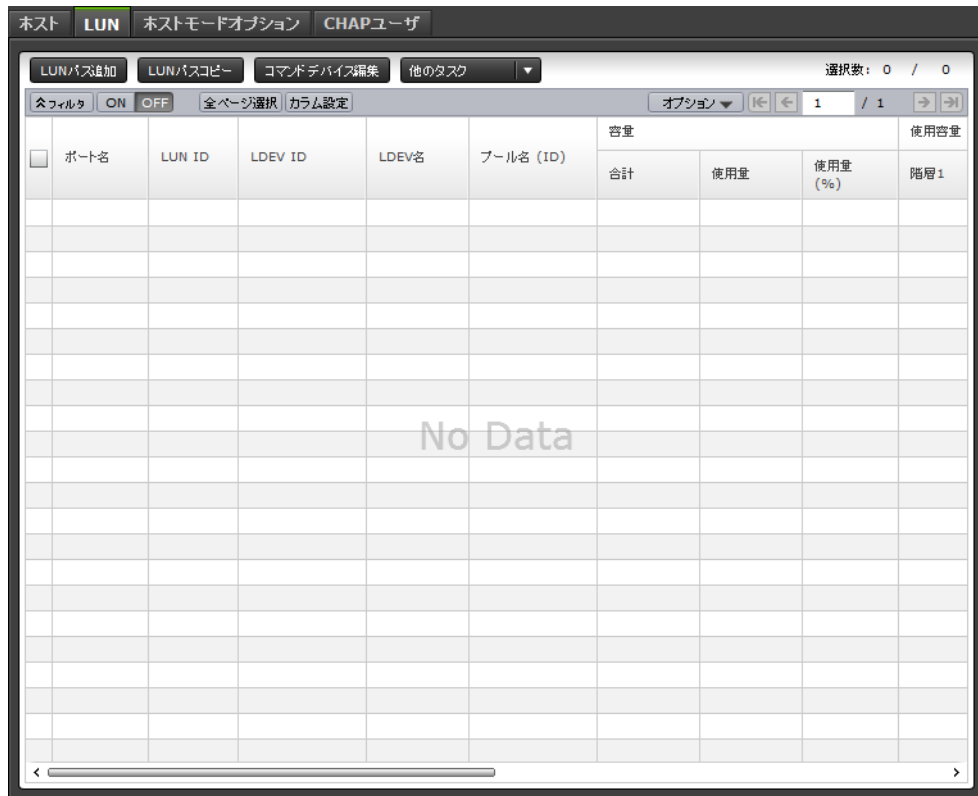 ホスト LUN ホストモードオプション CHAPユーザ
LUNパス追加 LUNパスコピー コマンドデバイス編集 他のタスク 選択数: 0 / 0
フィルタ ON OFF 全ページ選択 カラム設定 オプション 1 / 1
ポート名 LUN ID LDEV ID LDEV名 プール名 (ID) 容量 使用容量
合計 使用量 使用量 (%) 階層1
No Data